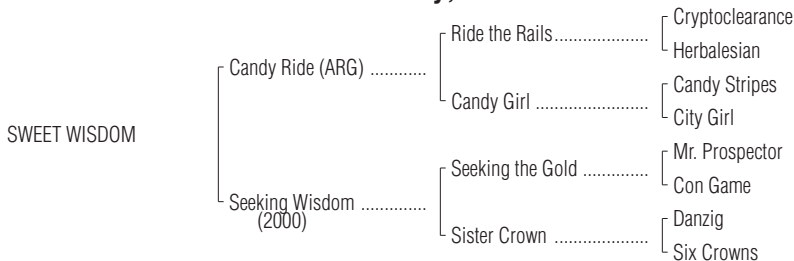 Cryptoclearance
Ride the Rails....................
Herbalesian
Candy Ride (ARG) ............
Candy Stripes
Candy Girl ........................
City Girl
SWEET WISDOM
Mr. Prospector
Seeking the Gold ..............
Con Game
Seeking Wisdom ..............
(2000)
Danzig
Sister Crown ....................
Six Crowns